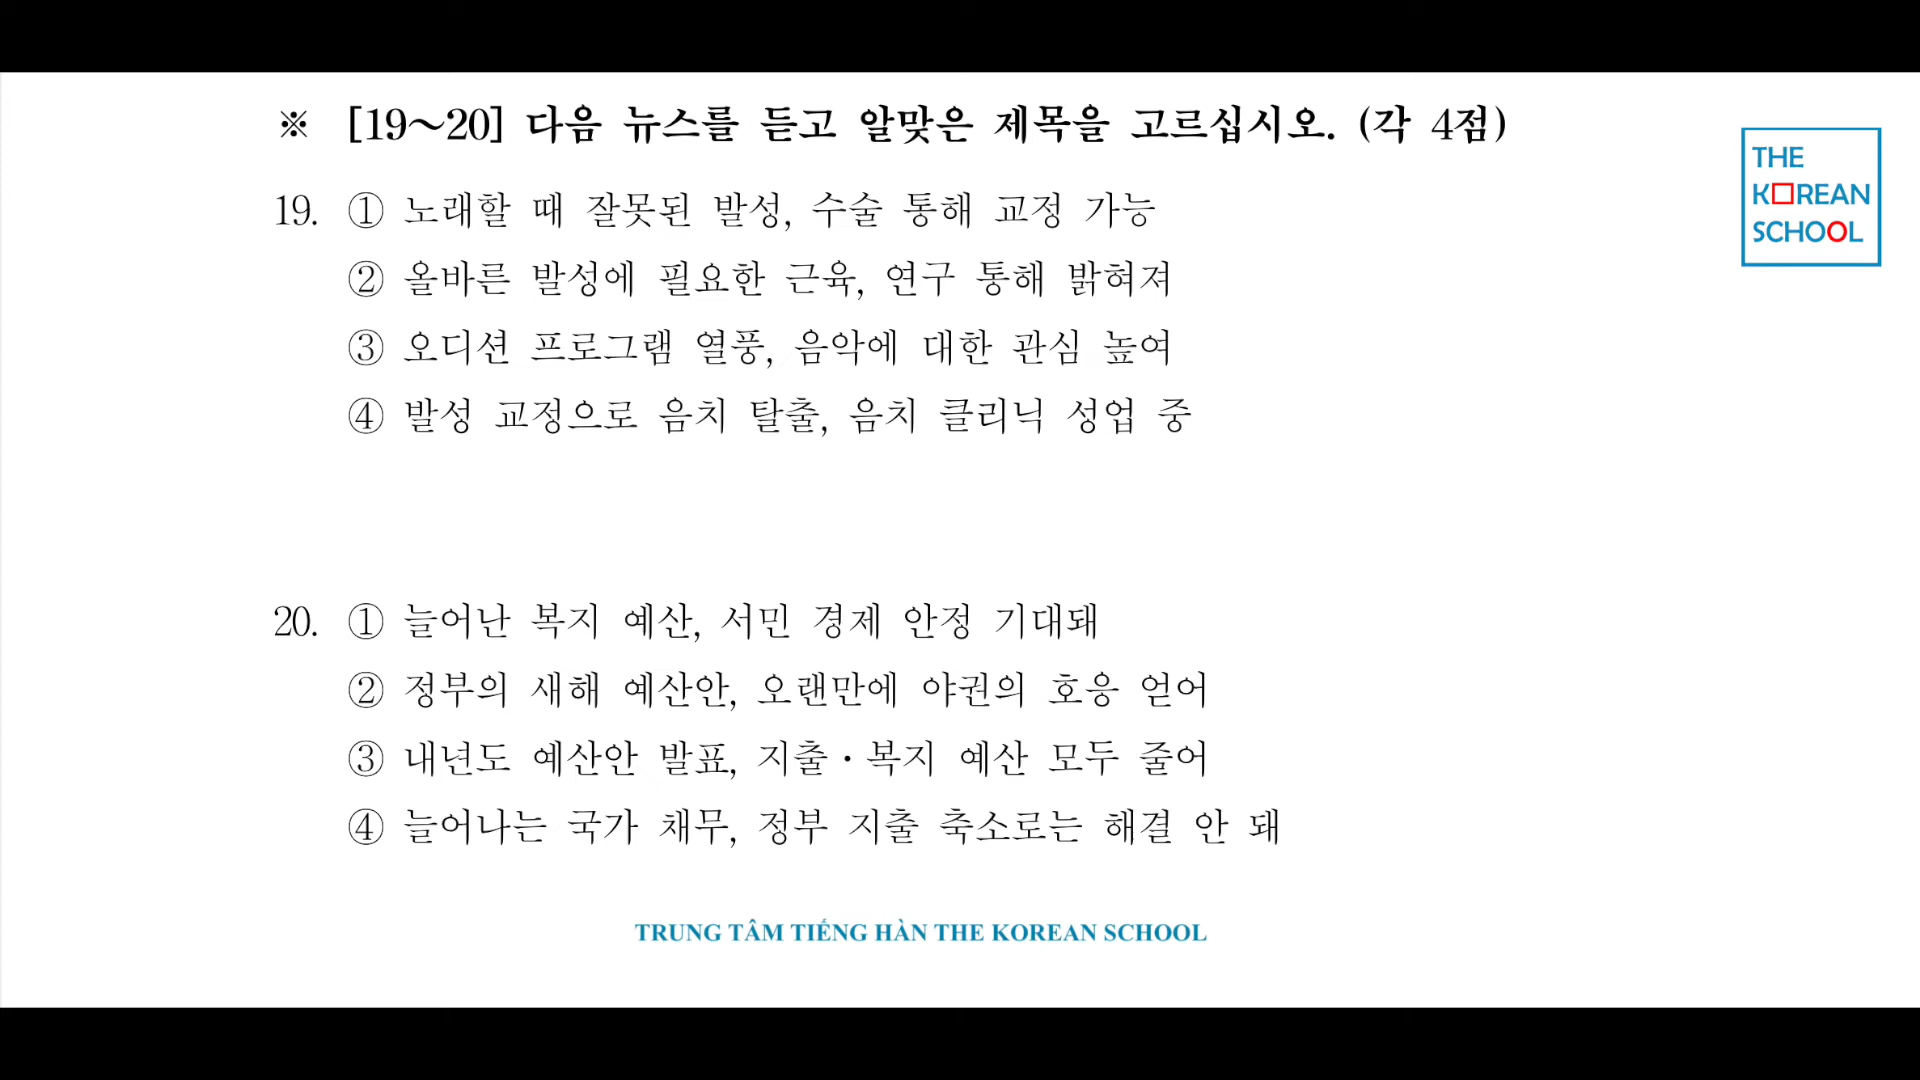 ※ [19～20] 다음 뉴스를 듣고 알맞은 제목을 고르십시오. (각 4점)
THE
KOREAN
SCHOOL
19. ① 노래할 때 잘못된 발성, 수술 통해 교정 가능
② 올바른 발성에 필요한 근육, 연구 통해 밝혀져
③ 오디션 프로그램 열풍, 음악에 대한 관심 높여
④ 발성 교정으로 음치 탈출, 음치 클리닉 성업 중
20. ① 늘어난 복지 예산, 서민 경제 안정 기대돼
② 정부의 새해 예산안, 오랜만에 야권의 호응 얻어
③ 내년도 예산안 발표, 지출·복지 예산 모두 줄어
④ 늘어나는 국가 채무, 정부 지출 축소로는 해결 안 돼
TRUNG TÂM TIẾNG HÀN THE KOREAN SCHOOL